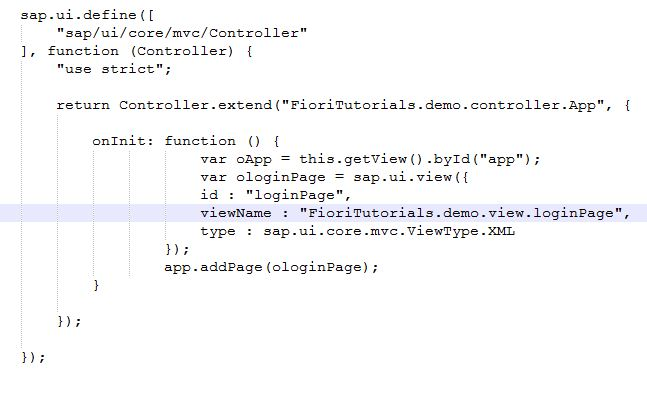 sap.ui.define([
"sap/ui/core/mvc/Controller"
], function (Controller) {
"use strict";
return Controller.extend("FioriTutorials.demo.controller.App", {
onInit: function () {
var oApp = this.getView().byId("app");
var ologinPage = sap.ui.view({
id : "loginPage",
viewName : "FioriTutorials.demo.view.loginPage",
type : sap.ui.core.mvc.ViewType.XML
});
app.addPage(ologinPage);
}
});
});